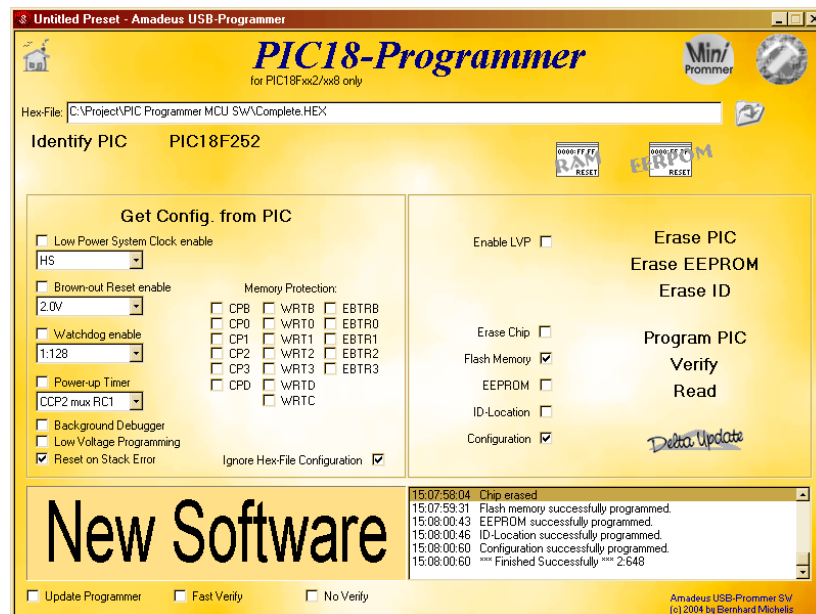 Untitled Preset - Amadeus USB-Programmer
PIC18-Programmer
for PIC18Fxx2/xx8 only
Mini
Prommer
Hex-File: C:\Project\PIC Programmer MCU SW\Complete.HEX
Identify PIC PIC18F252
0000:FF FF
RAM
RESET
0000:FF FF
EERPOM
RESET
Get Config. from PIC
Low Power System Clock enable
HS
Brown-out Reset enable
2.0V
Watchdog enable
1:128
Power-up Timer
CCP2 mux RC1
Background Debugger
Low Voltage Programming
Reset on Stack Error
Memory Protection:
CPB WRTB EBTRB
CP0 WRT0 EBTR0
CP1 WRT1 EBTR1
CP2 WRT2 EBTR2
CP3 WRT3 EBTR3
CPD WRTD
WRTC
Ignore Hex-File Configuration
Enable LVP
Erase Chip
Flash Memory
EEPROM
ID-Location
Configuration
Erase PIC
Erase EEPROM
Erase ID
Program PIC
Verify
Read
Delta Update
New Software
15:07:58:04 Chip erased
15:07:59:31 Flash memory successfully programmed.
15:08:00:43 EEPROM successfully programmed.
15:08:00:46 ID-Location successfully programmed.
15:08:00:60 Configuration successfully programmed.
15:08:00:60 *** Finished Successfully *** 2:648
Update Programmer Fast Verify No Verify
Amadeus USB-Prommer SW
(c) 2004 by Bernhard Michelis